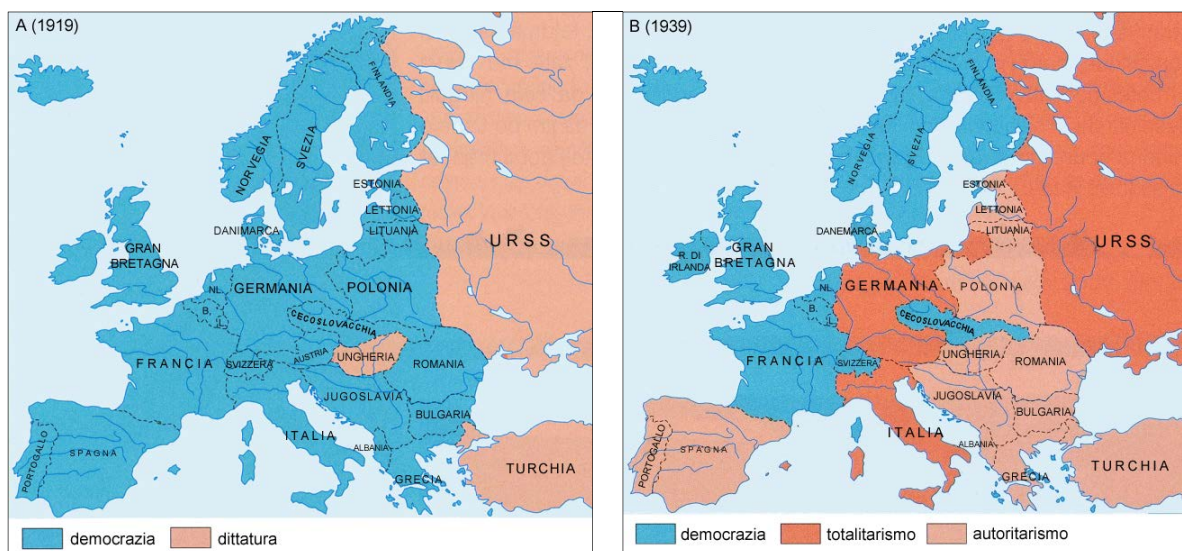 A (1919)
FINLANDIA
NORVEGIA
SVEZIA
ESTONIA
LETTONIA
DANIMARCA
LITUANIA
URSS
GRAN
BRETAGNA
NL.
GERMANIA
POLONIA
B.
L.
CECOSLOVACCHIA
FRANCIA
SVIZZERA
AUSTRIA
UNGHERIA
ROMANIA
JUGOSLAVIA
BULGARIA
ITALIA
ALBANIA
PORTOGALLO
SPAGNA
GRECIA
TURCHIA
democrazia
dittatura
B (1939)
FINLANDIA
NORVEGIA
SVEZIA
ESTONIA
LETTONIA
DANEMARCA
LITUANIA
URSS
R. DI
IRLANDA
GRAN
BRETAGNA
NL.
GERMANIA
POLONIA
B.
L.
CECOSLOVACCHIA
FRANCIA
SVIZZERA
UNGHERIA
ROMANIA
JUGOSLAVIA
BULGARIA
ITALIA
ALBANIA
PORTOGALLO
SPAGNA
GRECIA
TURCHIA
democrazia
totalitarismo
autoritarismo